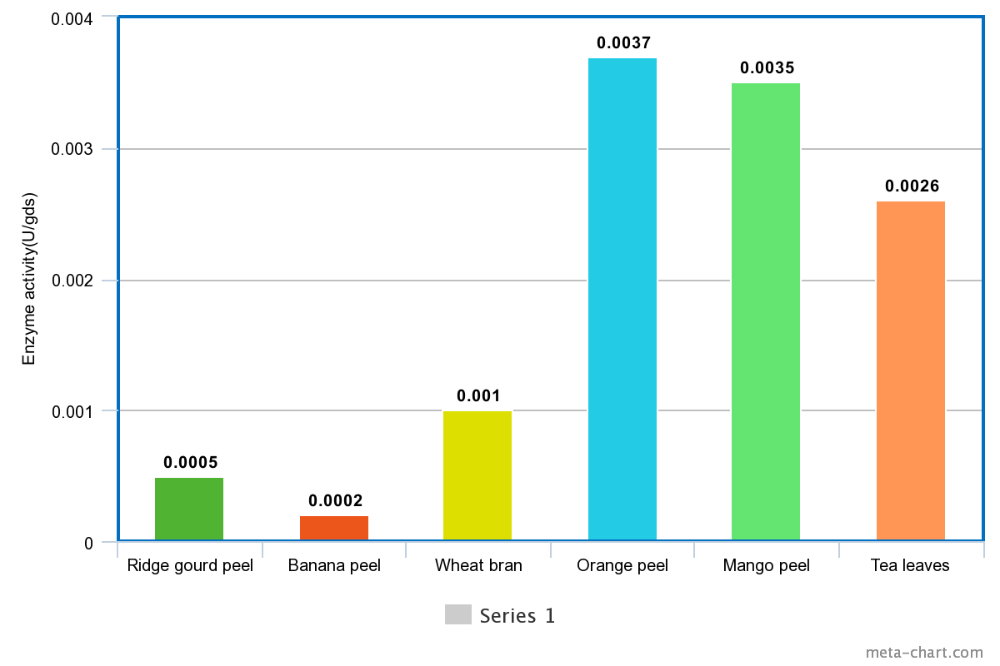 0.004
0.003
0.002
0.001
0
Enzyme activity(U/gds)
0.0005
0.0002
0.001
0.0037
0.0035
0.0026
Ridge gourd peel
Banana peel
Wheat bran
Orange peel
Mango peel
Tea leaves
Series 1
meta-chart.com